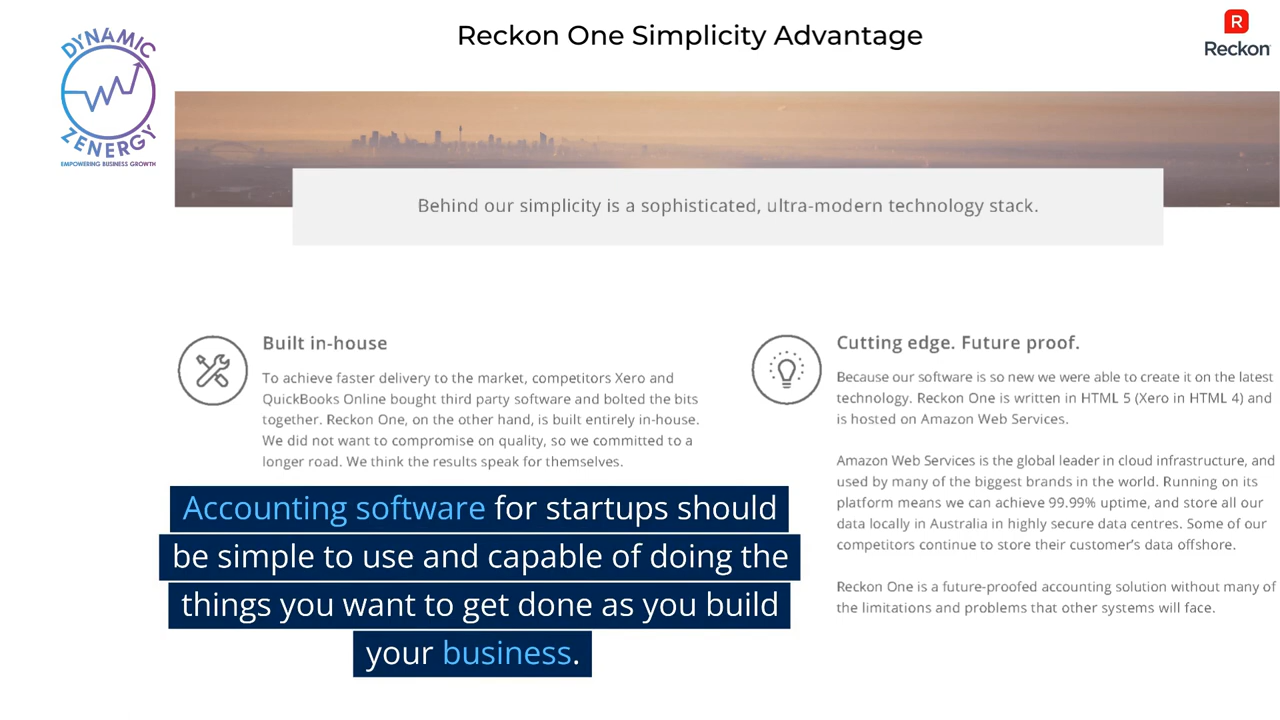 DYNAMIC
ZENERGY
EMPOWERING BUSINESS GROWTH
Reckon One Simplicity Advantage
R
Reckon
Behind our simplicity is a sophisticated, ultra-modern technology stack.
Built in-house
To achieve faster delivery to the market, competitors Xero and
QuickBooks Online bought third party software and bolted the bits
together. Reckon One, on the other hand, is built entirely in-house.
We did not want to compromise on quality, so we committed to a
longer road. We think the results speak for themselves.
Accounting software for startups should
be simple to use and capable of doing the
things you want to get done as you build
your business.
Cutting edge. Future proof.
Because our software is so new we were able to create it on the latest
technology. Reckon One is written in HTML 5 (Xero in HTML 4) and
is hosted on Amazon Web Services.
Amazon Web Services is the global leader in cloud infrastructure, and
used by many of the biggest brands in the world. Running on its
platform means we can achieve 99.99% uptime, and store all our
data locally in Australia in highly secure data centres. Some of our
competitors continue to store their customer's data offshore.
Reckon One is a future-proofed accounting solution without many of
the limitations and problems that other systems will face.